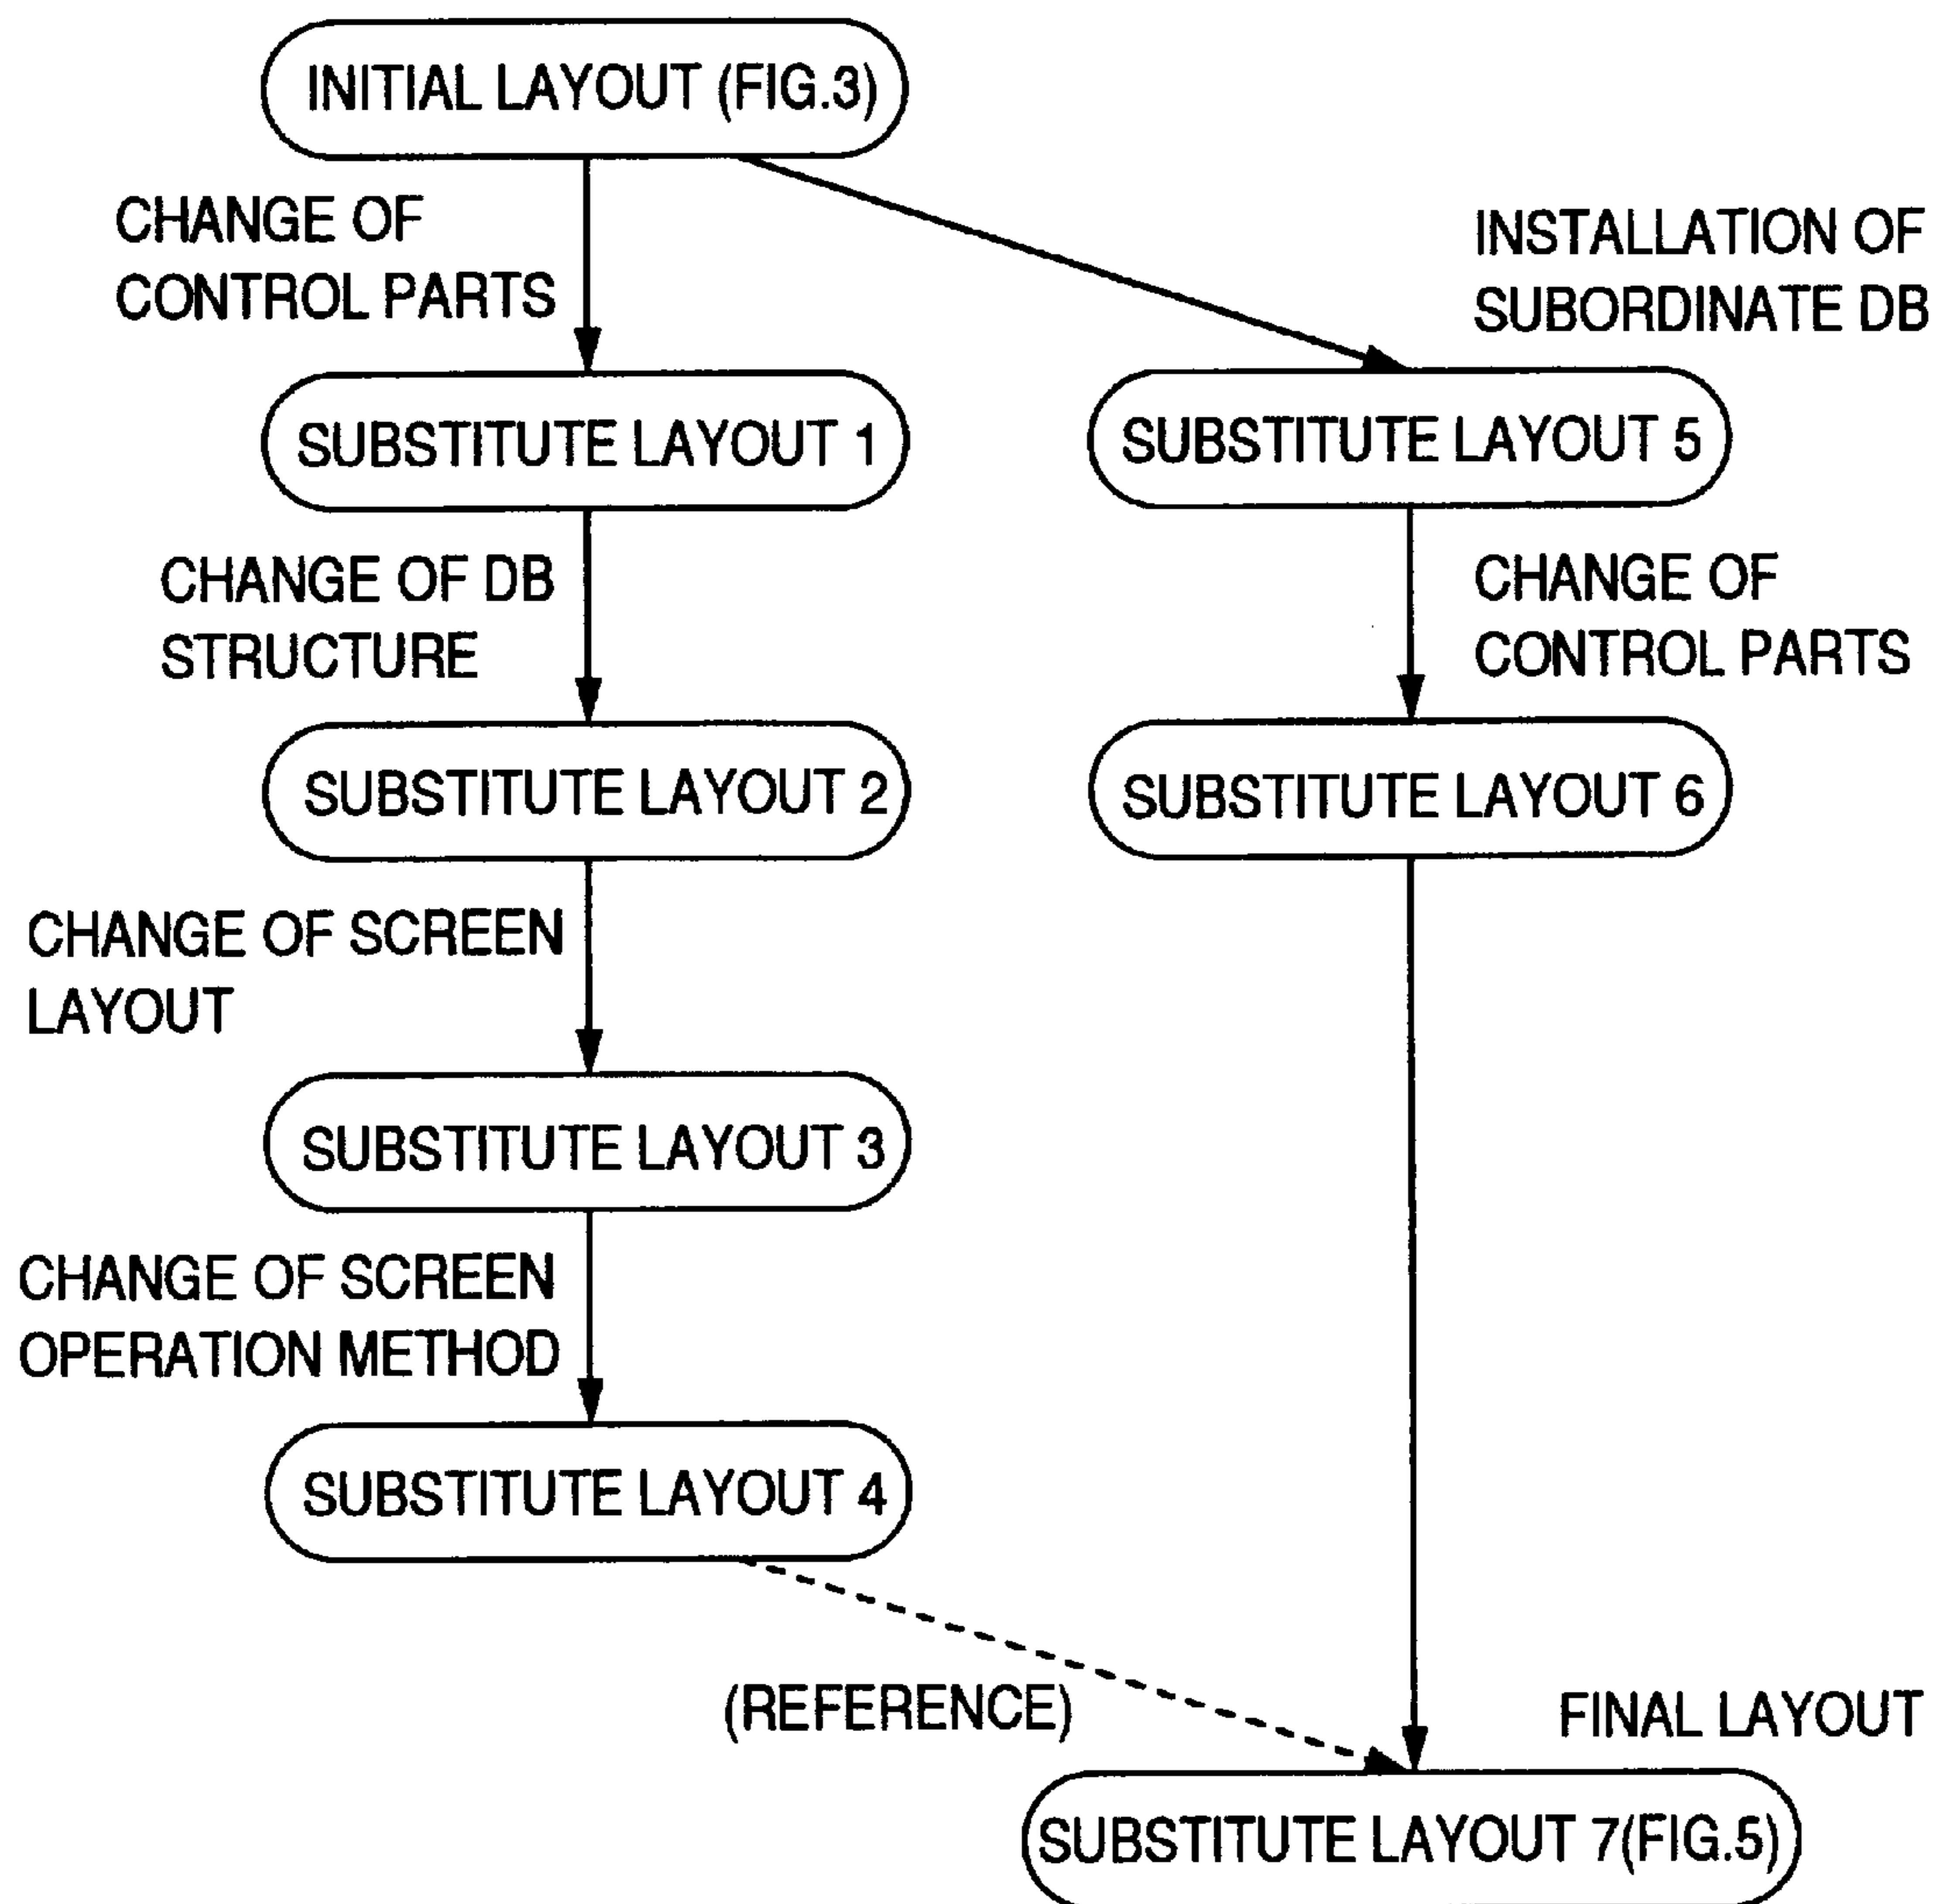 INITIAL LAYOUT (FIG.3)
CHANGE OF
CONTROL PARTS
INSTALLATION OF
SUBORDINATE DB
SUBSTITUTE LAYOUT 1
SUBSTITUTE LAYOUT 5
CHANGE OF DB
STRUCTURE
CHANGE OF
CONTROL PARTS
SUBSTITUTE LAYOUT 2
SUBSTITUTE LAYOUT 6
CHANGE OF SCREEN
LAYOUT
SUBSTITUTE LAYOUT 3
CHANGE OF SCREEN
OPERATION METHOD
SUBSTITUTE LAYOUT 4
(REFERENCE)
FINAL LAYOUT
SUBSTITUTE LAYOUT 7(FIG.5)